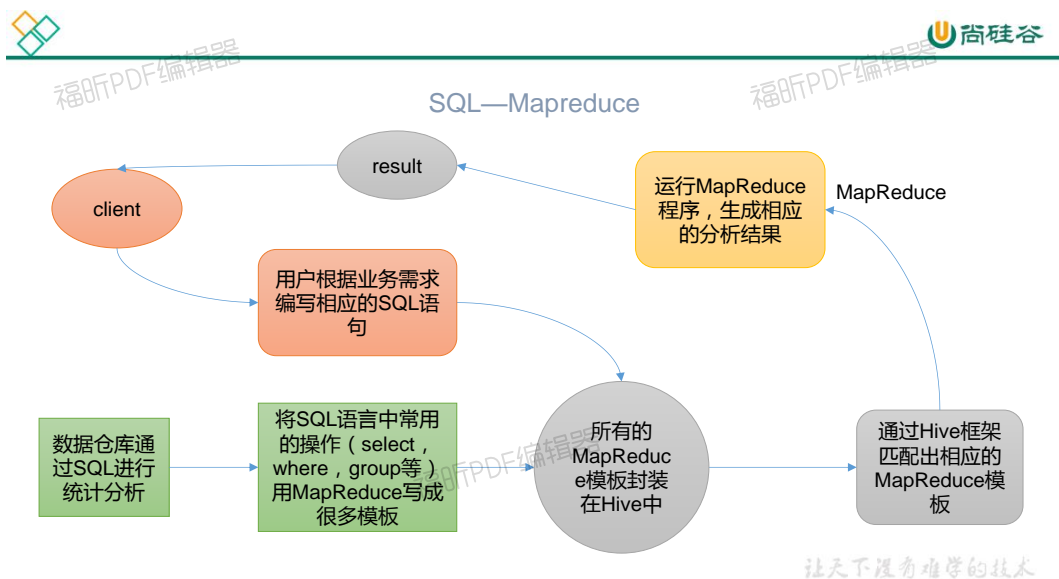 尚硅谷
福昕PDF编辑器
福昕PDF编辑器
SQL—Mapreduce
result
client
运行MapReduce
程序，生成相应
的分析结果
MapReduce
用户根据业务需求
编写相应的SQL语
句
数据仓库通
过SQL进行
统计分析
将SQL语言中常用
的操作（select，
where，group等）
用MapReduce写成
很多模板
福昕PDF编辑器
所有的
MapReduc
e模板封装
在Hive中
通过Hive框架
匹配出相应的
MapReduce模
板
让天下没有难学的技术